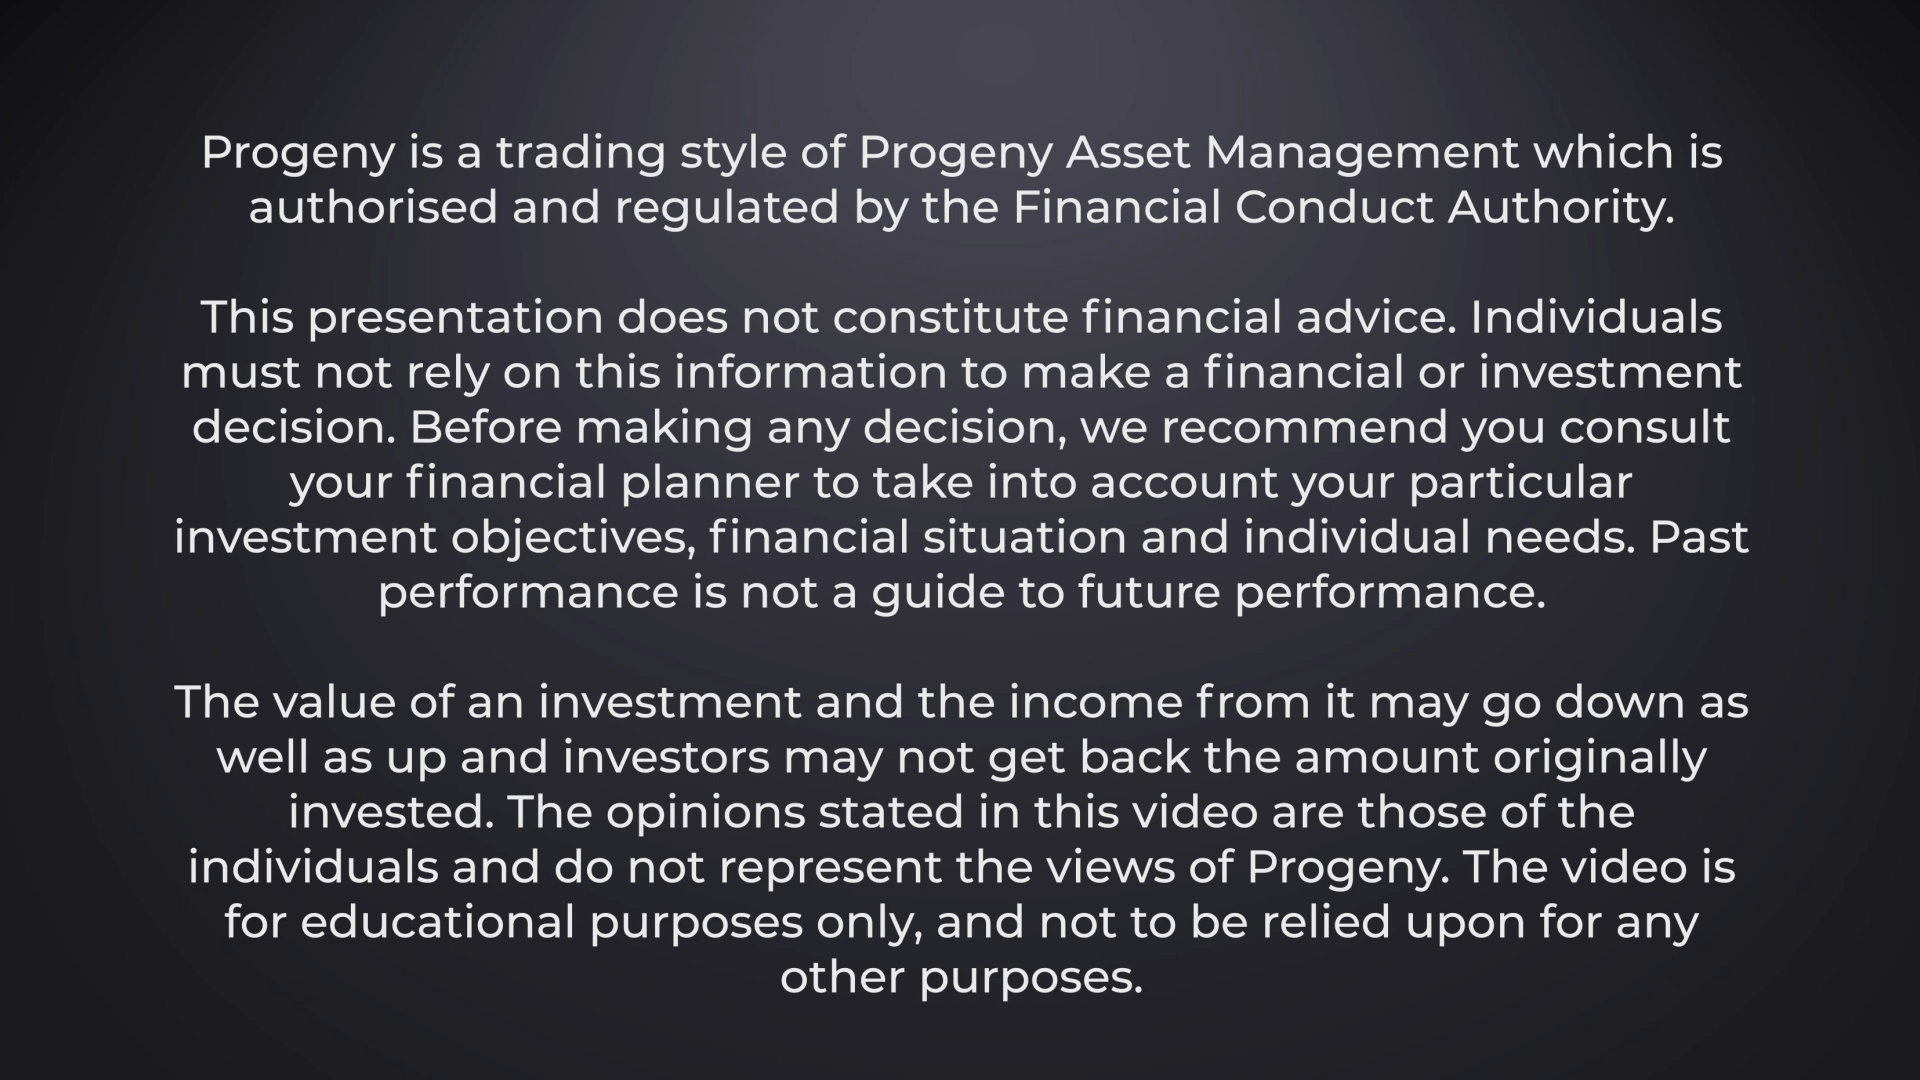 Progeny is a trading style of Progeny Asset Management which is
authorised and regulated by the Financial Conduct Authority.
This presentation does not constitute financial advice. Individuals
must not rely on this information to make a financial or investment
decision. Before making any decision, we recommend you consult
your financial planner to take into account your particular
investment objectives, financial situation and individual needs. Past
performance is not a guide to future performance.
The value of an investment and the income from it may go down as
well as up and investors may not get back the amount originally
invested. The opinions stated in this video are those of the
individuals and do not represent the views of Progeny. The video is
for educational purposes only, and not to be relied upon for any
other purposes.